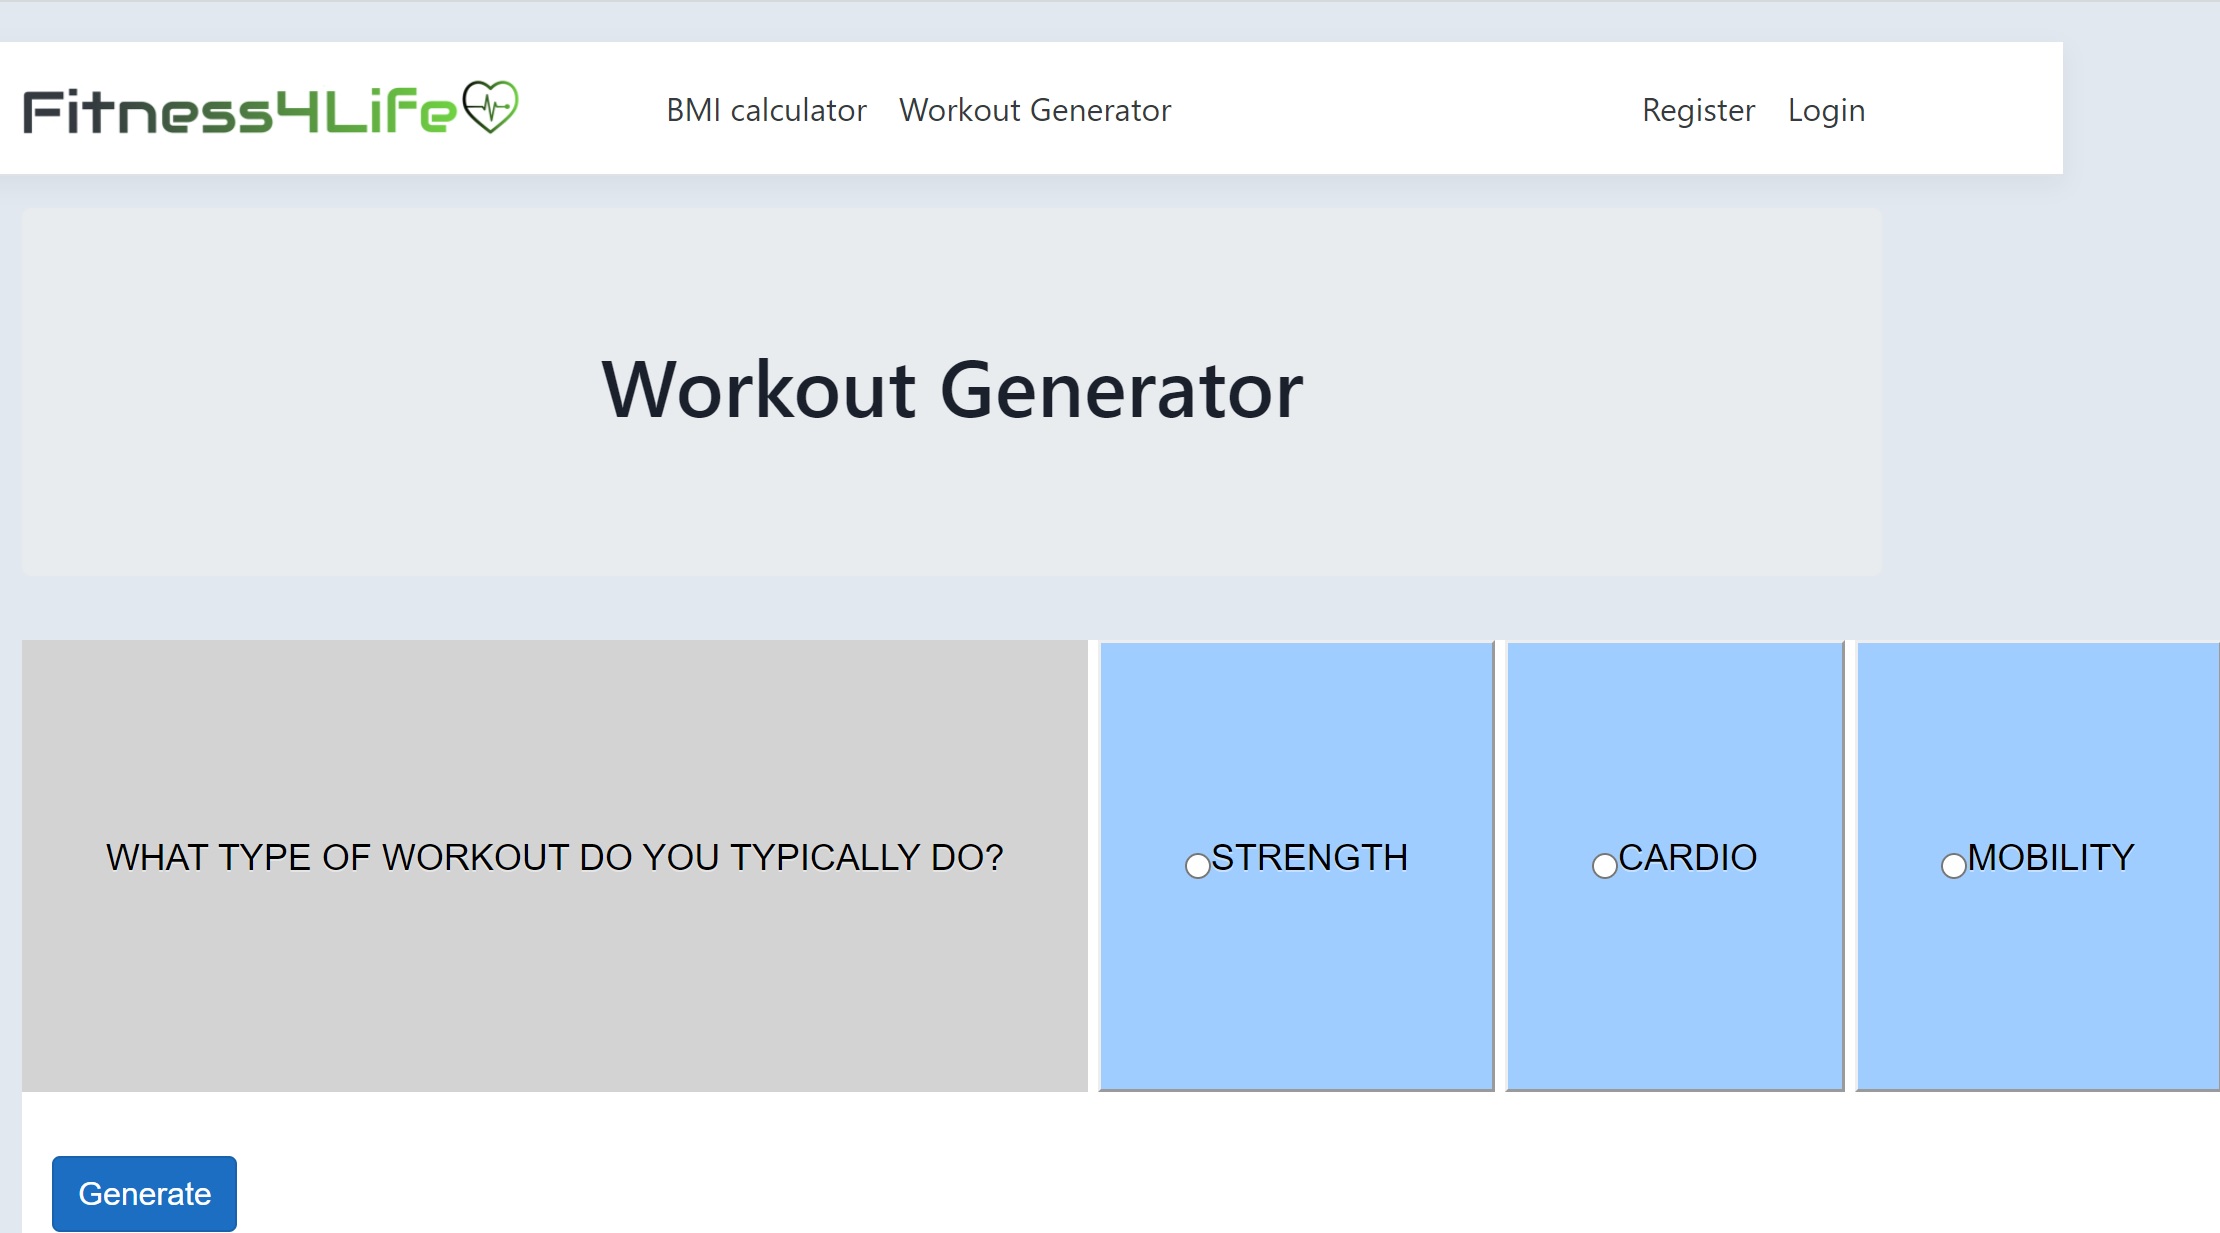 Fitness4Life BMI calculator Workout Generator Register Login
Workout Generator
WHAT TYPE OF WORKOUT DO YOU TYPICALLY DO? STRENGTH CARDIO MOBILITY
Generate